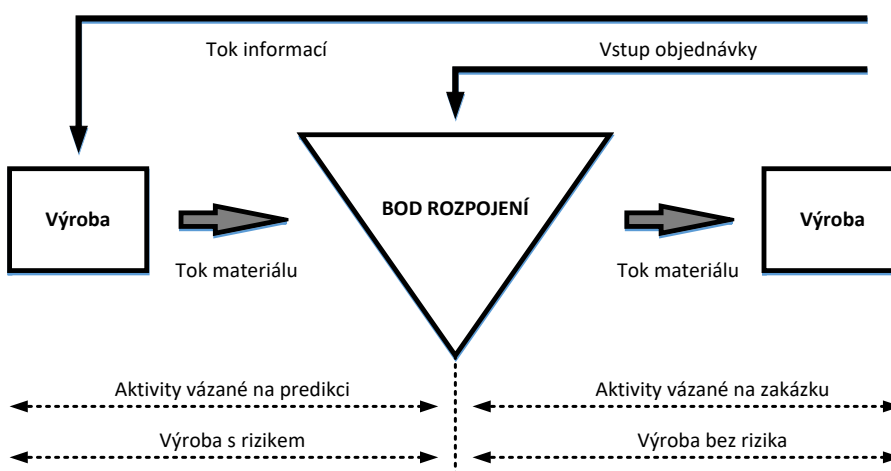 Tok informací
Vstup objednávky
Výroba
BOD ROZPOJENÍ
Výroba
Tok materiálu
Tok materiálu
Aktivity vázané na predikci
Aktivity vázané na zakázku
Výroba s rizikem
Výroba bez rizika